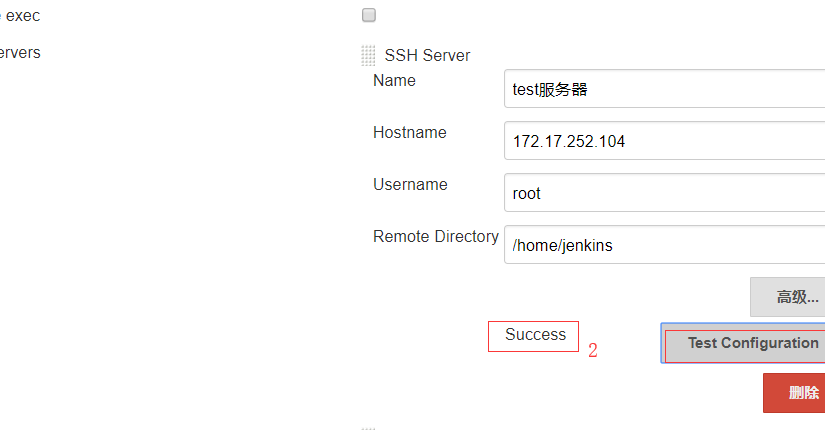 e exec
ervers
SSH Server
Name
test服务器
Hostname
172.17.252.104
Username
root
Remote Directory
/home/jenkins
高级...
Success
2
Test Configuration
删除